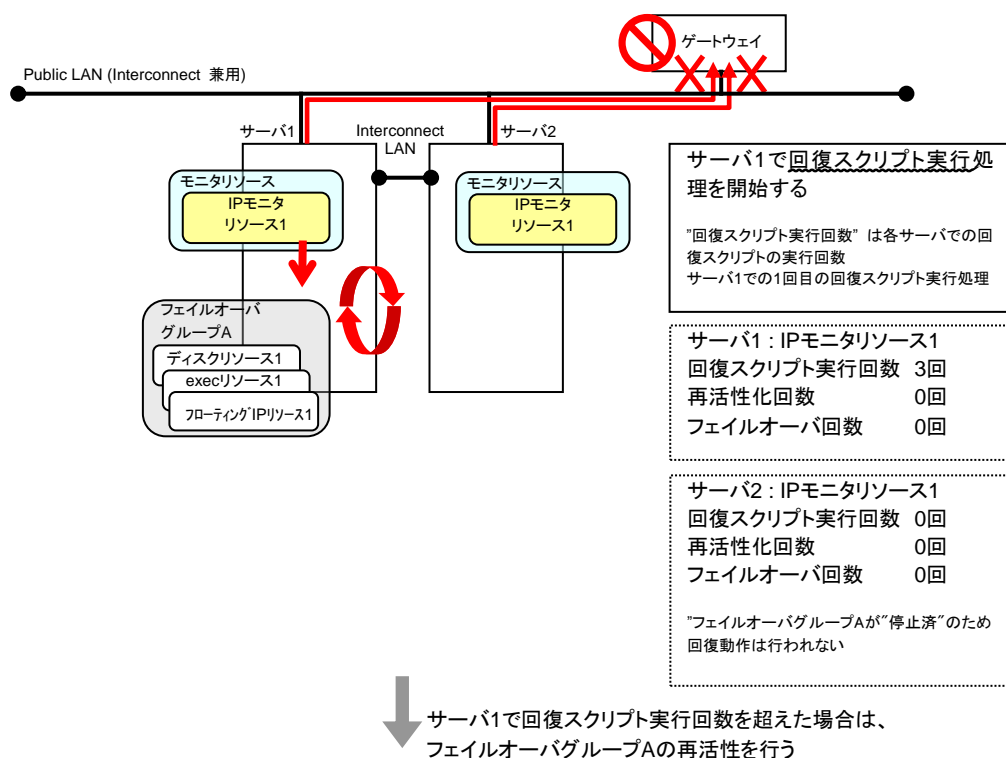 ゲートウェイ
Public LAN (Interconnect 兼用)
サーバ1
Interconnect
LAN
サーバ2
モニタリソース
IPモニタ
リソース1
モニタリソース
IPモニタ
リソース1
フェイルオーバ
グループA
ディスクリソース1
execリソース1
フローティングIPリソース1
サーバ1で回復スクリプト実行処
理を開始する
"回復スクリプト実行回数" は各サーバでの回
復スクリプトの実行回数
サーバ1での1回目の回復スクリプト実行処理
サーバ1 : IPモニタリソース1
回復スクリプト実行回数 3回
再活性化回数 0回
フェイルオーバ回数 0回
サーバ2 : IPモニタリソース1
回復スクリプト実行回数 0回
再活性化回数 0回
フェイルオーバ回数 0回
"フェイルオーバグループAが"停止済"のため
回復動作は行われない
サーバ1で回復スクリプト実行回数を超えた場合は、
フェイルオーバグループAの再活性を行う